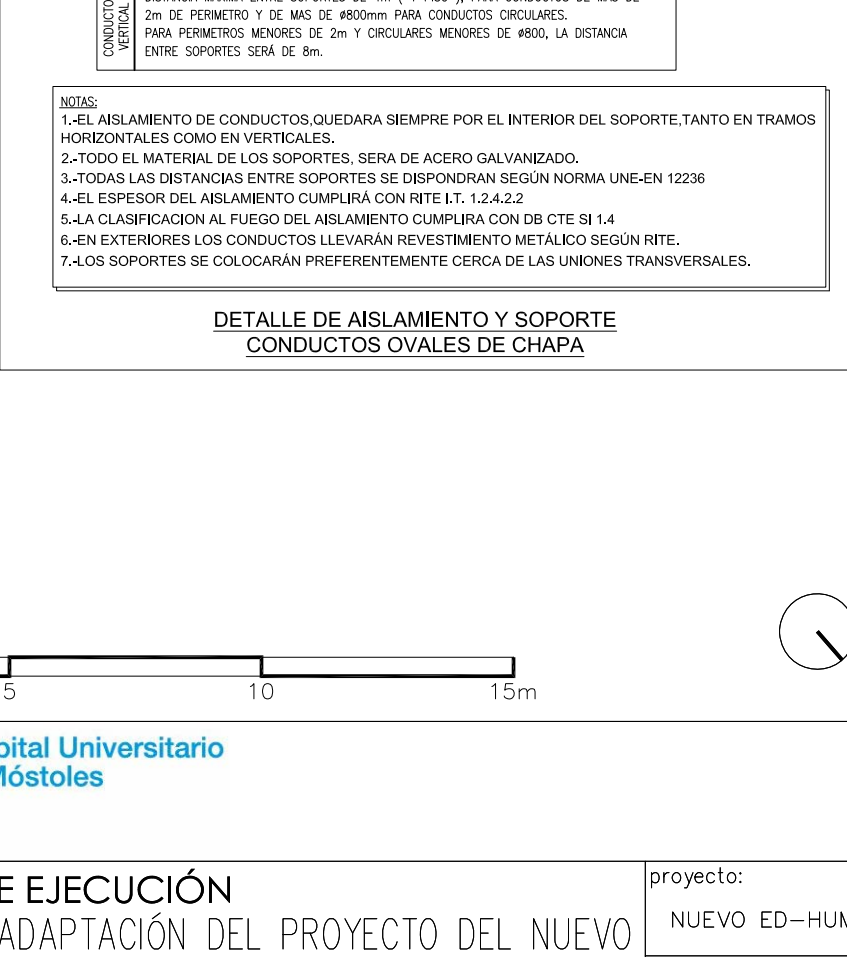 CONDUCTO
VERTICAL
2m DE PERIMETRO Y DE MAS DE ø800mm PARA CONDUCTOS CIRCULARES.
PARA PERIMETROS MENORES DE 2m Y CIRCULARES MENORES DE ø800, LA DISTANCIA
ENTRE SOPORTES SERÁ DE 8m.
NOTAS:
1.-EL AISLAMIENTO DE CONDUCTOS,QUEDARA SIEMPRE POR EL INTERIOR DEL SOPORTE,TANTO EN TRAMOS
HORIZONTALES COMO EN VERTICALES.
2.-TODO EL MATERIAL DE LOS SOPORTES, SERA DE ACERO GALVANIZADO.
3.-TODAS LAS DISTANCIAS ENTRE SOPORTES SE DISPONDRAN SEGÚN NORMA UNE-EN 12236
4.-EL ESPESOR DEL AISLAMIENTO CUMPLIRÁ CON RITE I.T. 1.2.4.2.2
5.-LA CLASIFICACION AL FUEGO DEL AISLAMIENTO CUMPLIRA CON DB CTE SI 1.4
6.-EN EXTERIORES LOS CONDUCTOS LLEVARÁN REVESTIMIENTO METÁLICO SEGÚN RITE.
7.-LOS SOPORTES SE COLOCARÁN PREFERENTEMENTE CERCA DE LAS UNIONES TRANSVERSALES.
DETALLE DE AISLAMIENTO Y SOPORTE
CONDUCTOS OVALES DE CHAPA
5 10 15m
pital Universitario
Móstoles
E EJECUCIÓN
ADAPTACIÓN DEL PROYECTO DEL NUEVO
proyecto:
NUEVO ED-HUM